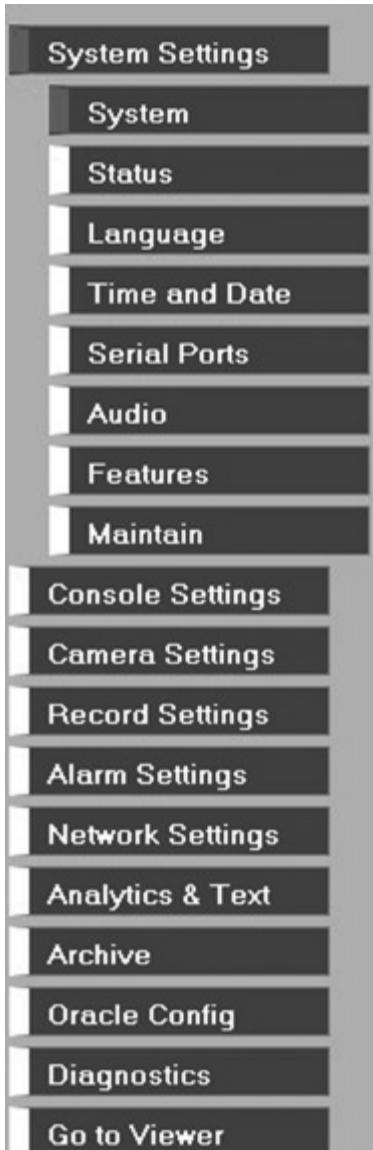 System Settings
System
Status
Language
Time and Date
Serial Ports
Audio
Features
Maintain
Console Settings
Camera Settings
Record Settings
Alarm Settings
Network Settings
Analytics & Text
Archive
Oracle Config
Diagnostics
Go to Viewer